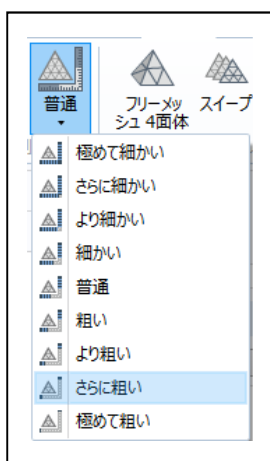 普通
フリーメッ
シュ 4面体
スイープ
極めて細かい
さらに細かい
より細かい
細かい
普通
粗い
より粗い
さらに粗い
極めて粗い